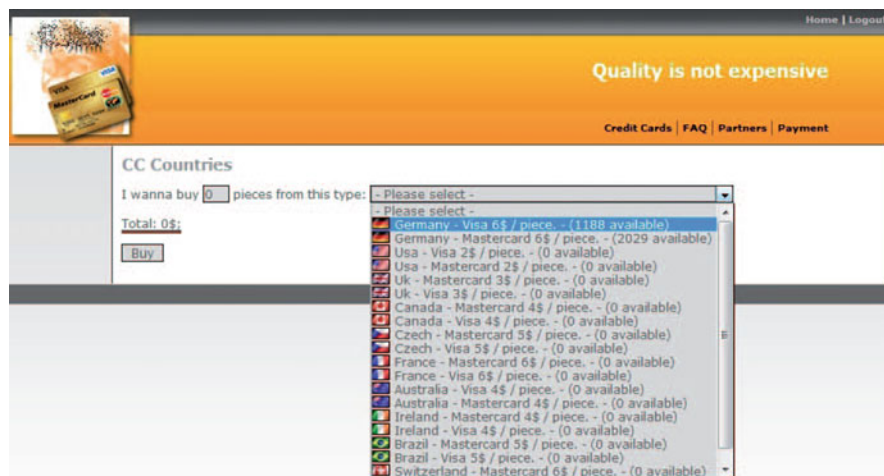 Home | Logout
VISA
VISA
MasterCard
Quality is not expensive
Credit Cards | FAQ | Partners | Payment
CC Countries
I wanna buy 0 pieces from this type: - Please select -
- Please select -
Total: 0$;
Germany - Visa 6$ / piece. - (1188 available)
Germany - Mastercard 6$ / piece. - (2029 available)
Buy
Usa - Visa 2$ / piece. - (0 available)
Usa - Mastercard 2$ / piece. - (0 available)
Uk - Mastercard 3$ / piece. - (0 available)
Uk - Visa 3$ / piece. - (0 available)
Canada - Mastercard 4$ / piece. - (0 available)
Canada - Visa 4$ / piece. - (0 available)
Czech - Mastercard 5$ / piece. - (0 available)
Czech - Visa 5$ / piece. - (0 available)
France - Mastercard 6$ / piece. - (0 available)
France - Visa 6$ / piece. - (0 available)
Australia - Visa 4$ / piece. - (0 available)
Australia - Mastercard 4$ / piece. - (0 available)
Ireland - Mastercard 4$ / piece. - (0 available)
Ireland - Visa 4$ / piece. - (0 available)
Brazil - Mastercard 5$ / piece. - (0 available)
Brazil - Visa 5$ / piece. - (0 available)
Switzerland - Mastercard 6$ / piece. - (0 available)